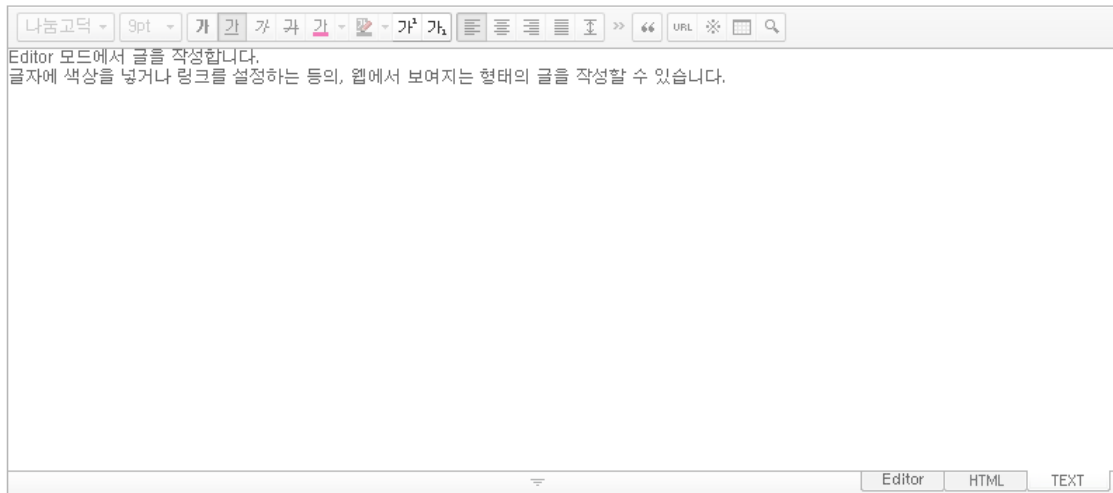 나눔고딕 9pt 가 가 가 가 가 가¹ 가₁ URL ※
Editor 모드에서 글을 작성합니다.
글자에 색상을 넣거나 링크를 설정하는 등의, 웹에서 보여지는 형태의 글을 작성할 수 있습니다.
Editor HTML TEXT